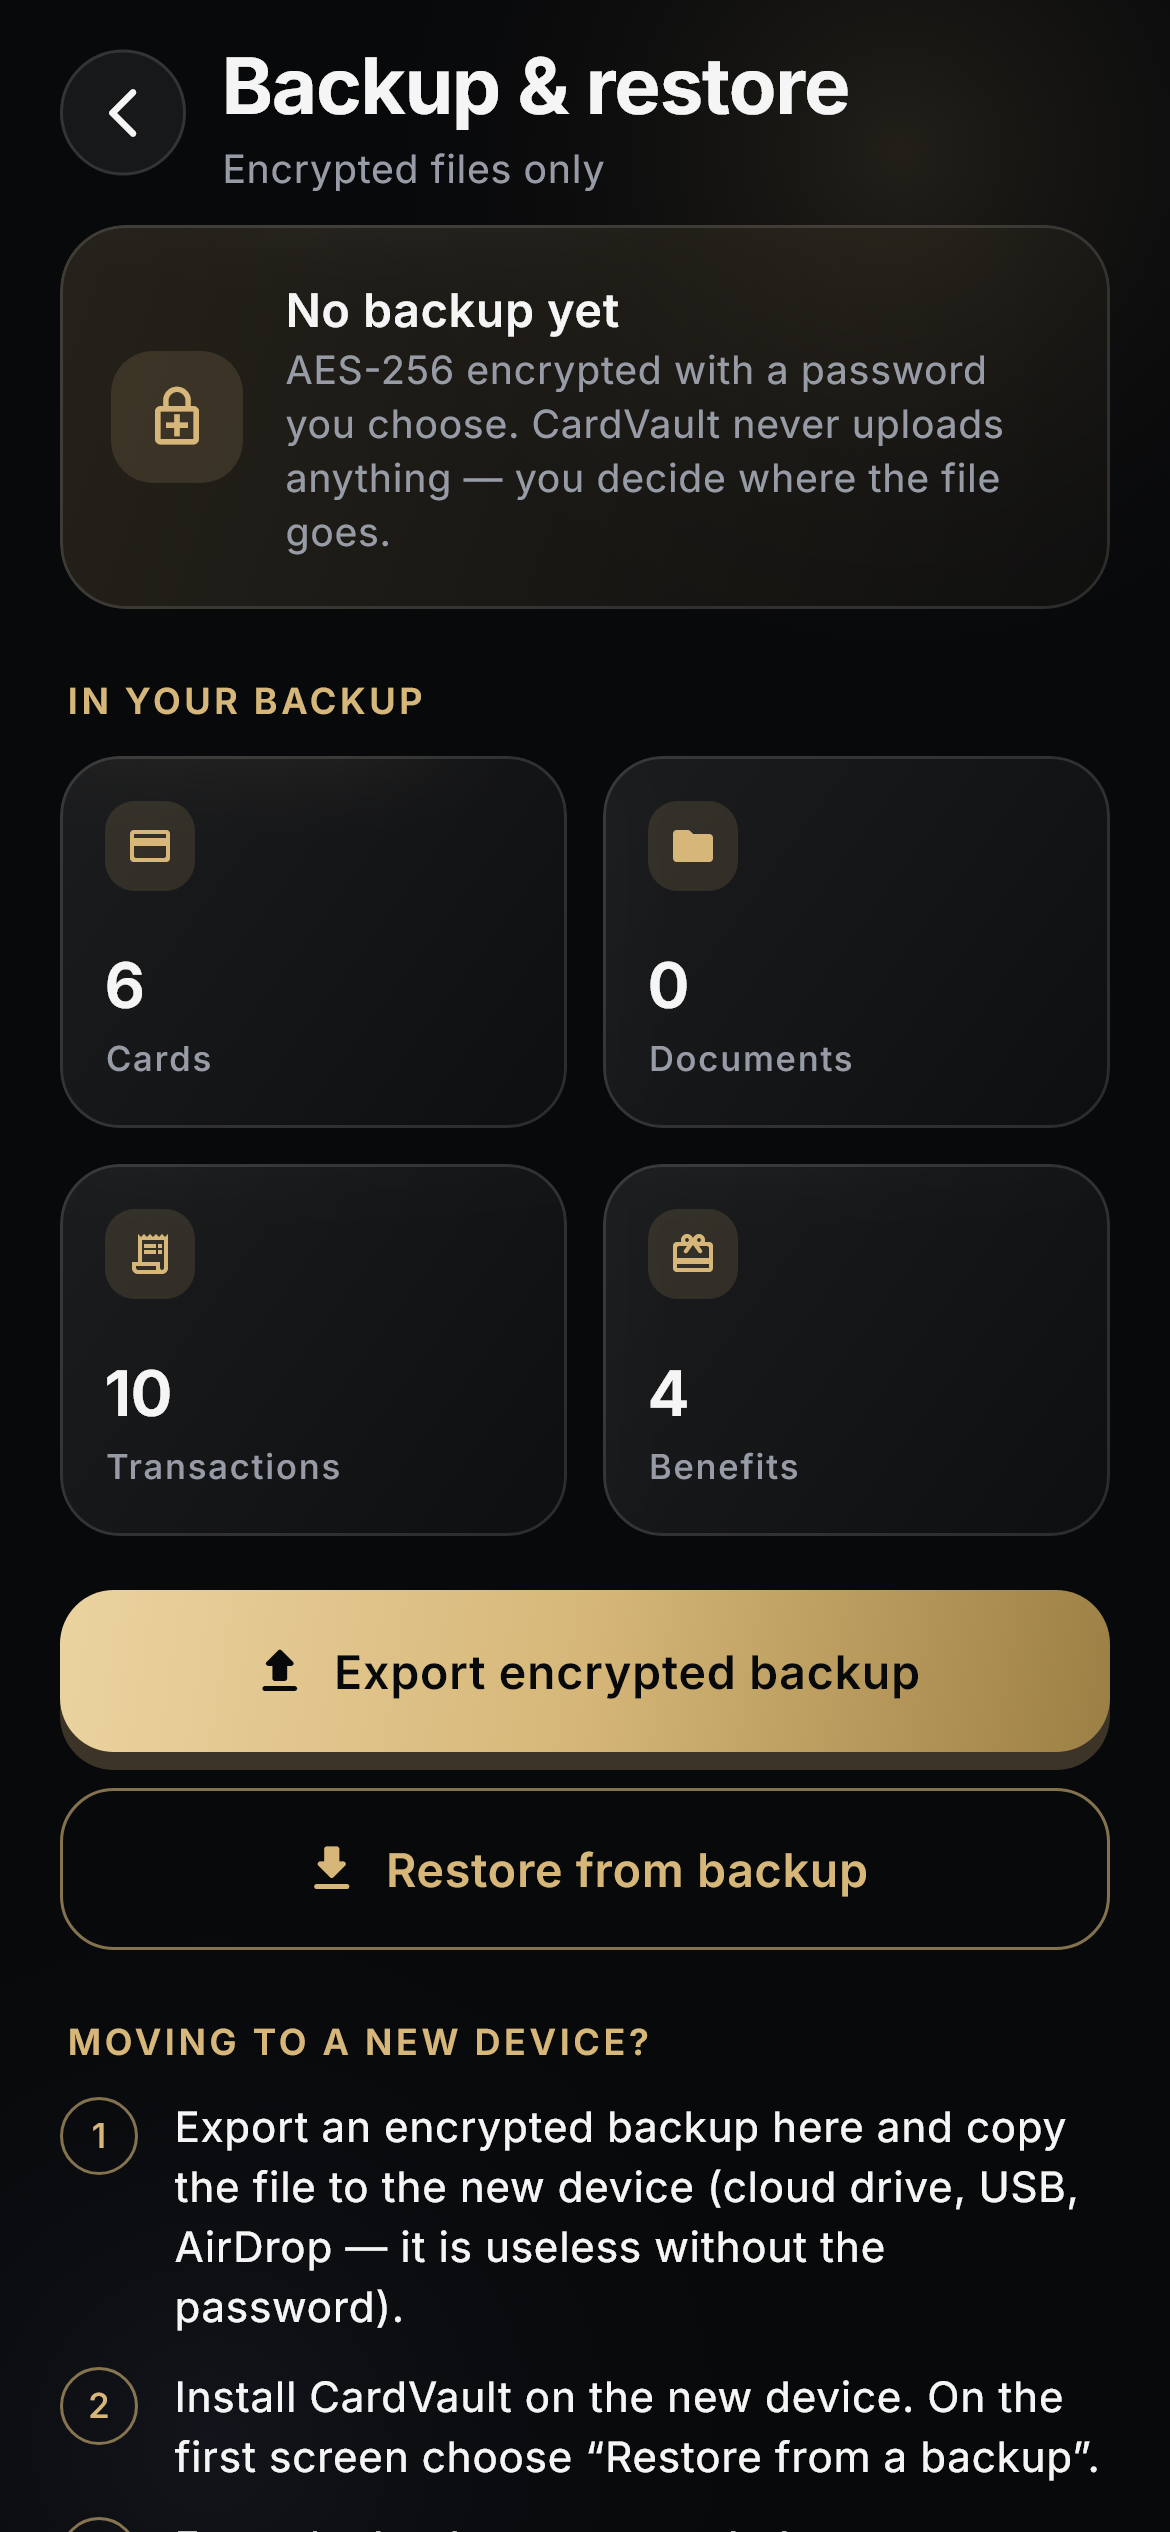 Backup & restore
Encrypted files only
No backup yet
AES-256 encrypted with a password
you choose. CardVault never uploads
anything — you decide where the file
goes.
IN YOUR BACKUP
6
Cards
0
Documents
10
Transactions
4
Benefits
Export encrypted backup
Restore from backup
MOVING TO A NEW DEVICE?
1
Export an encrypted backup here and copy
the file to the new device (cloud drive, USB,
AirDrop — it is useless without the
password).
2
Install CardVault on the new device. On the
first screen choose “Restore from a backup”.